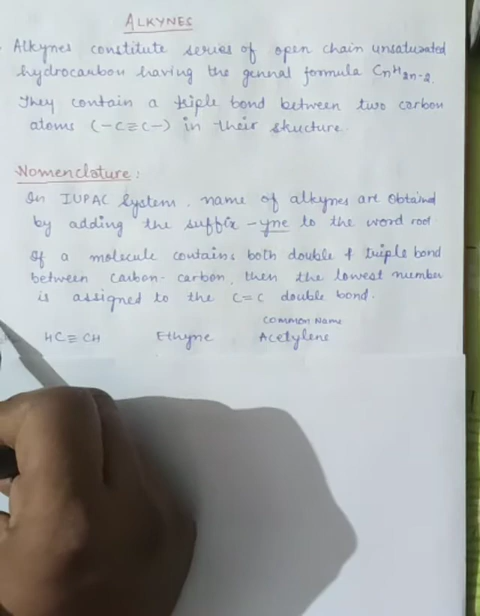 ALKYNES
Alkynes constitute series of open chain unsaturated
hydrocarbon having the general formula CnH2n-2.
They contain a triple bond between two carbon
atoms (-C≡C-) in their structure.
Nomenclature:
In IUPAC System, name of alkynes are obtained
by adding the suffix -yne to the word root
If a molecule contains both double & triple bond
between carbon-carbon, then the lowest number
is assigned to the C=C double bond.
Common Name
HC≡CH Ethyne Acetylene